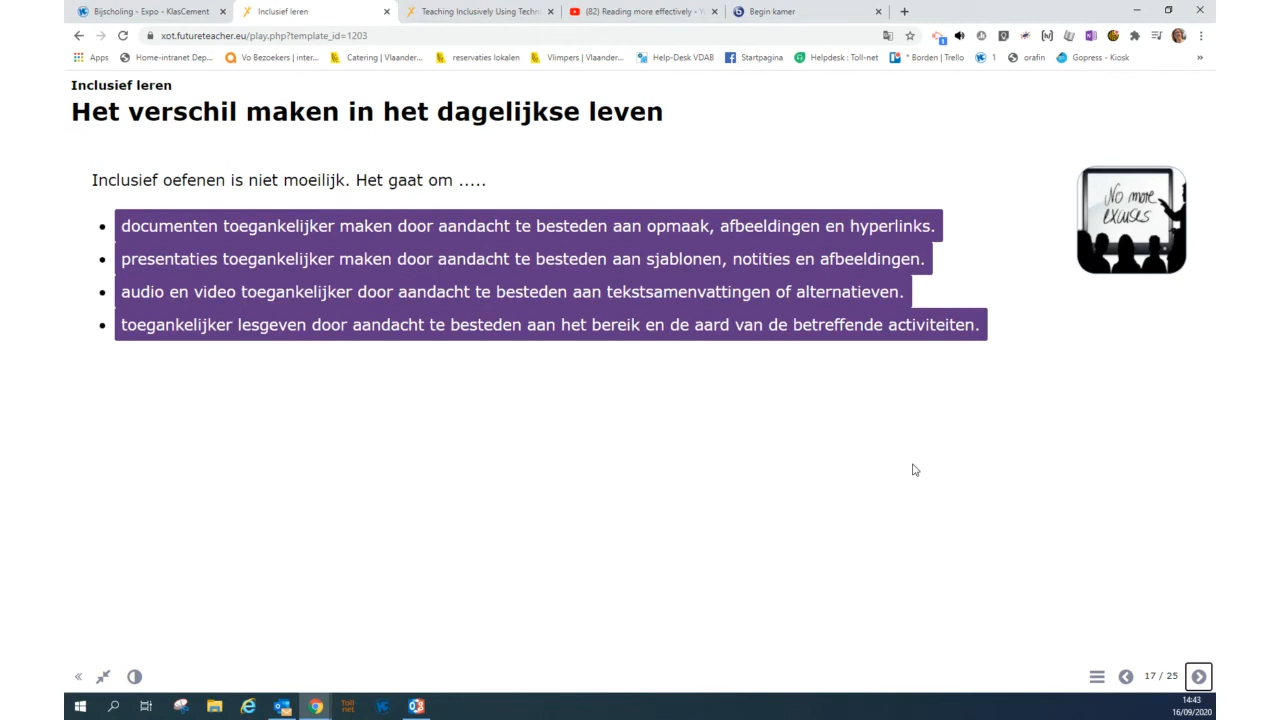 Bijscholing - Expo - KlasCement
Inclusief leren
Teaching Inclusively Using Techn
(82) Reading more effectively - Y
Begin kamer
xot.futureteacher.eu/play.php?template_id=1203
Apps
Home-intranet Dep...
Vo Bezoekers | inter...
Catering | Vlaander...
reservaties lokalen
Vlimpers | Vlaander...
Help-Desk VDAB
Startpagina
Helpdesk : Toll-net
* Borden | Trello
1
orafin
Gopress - Kiosk
»
Inclusief leren
Het verschil maken in het dagelijkse leven
Inclusief oefenen is niet moeilijk. Het gaat om .....
No more
excuses
• documenten toegankelijker maken door aandacht te besteden aan opmaak, afbeeldingen en hyperlinks.
• presentaties toegankelijker maken door aandacht te besteden aan sjablonen, notities en afbeeldingen.
• audio en video toegankelijker door aandacht te besteden aan tekstsamenvattingen of alternatieven.
• toegankelijker lesgeven door aandacht te besteden aan het bereik en de aard van de betreffende activiteiten.
«
17 / 25
Toll
net
14:43
16/09/2020